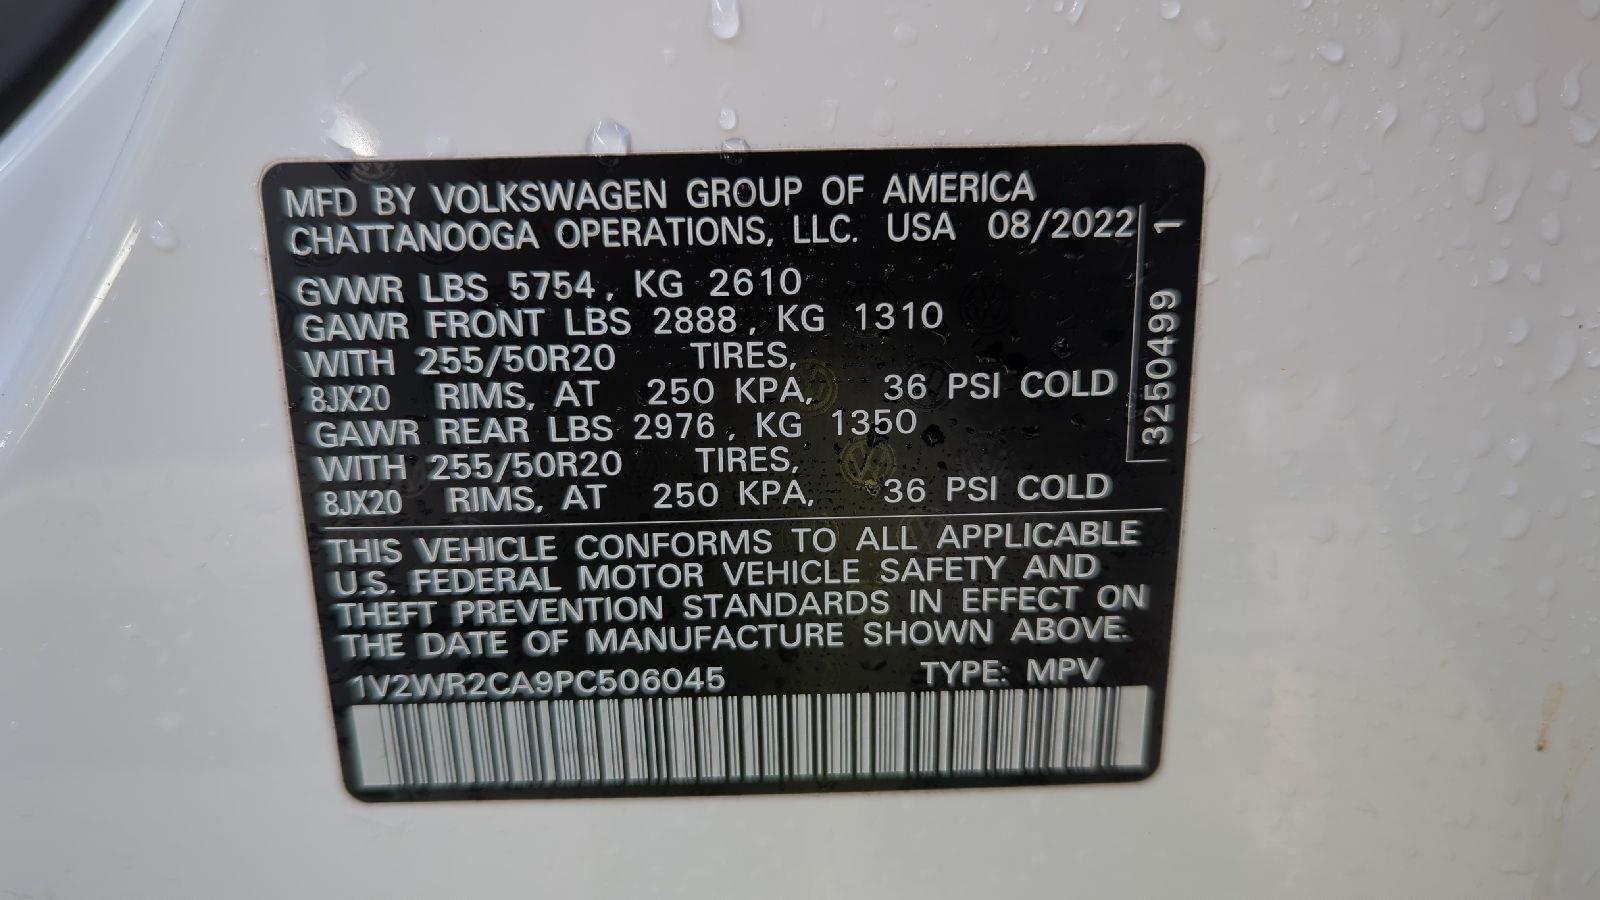 MFD BY VOLKSWAGEN GROUP OF AMERICA
CHATTANOOGA OPERATIONS, LLC. USA 08/2022
GVWR LBS 5754, KG 2610
GAWR FRONT LBS 2888, KG 1310
WITH 255/50R20 TIRES,
8JX20 RIMS, AT 250 KPA, 36 PSI COLD
GAWR REAR LBS 2976, KG 1350
WITH 255/50R20 TIRES,
8JX20 RIMS, AT 250 KPA, 36 PSI COLD
THIS VEHICLE CONFORMS TO ALL APPLICABLE
U.S. FEDERAL MOTOR VEHICLE SAFETY AND
THEFT PREVENTION STANDARDS IN EFFECT ON
THE DATE OF MANUFACTURE SHOWN ABOVE.
1V2WR2CA9PC506045 TYPE: MPV
3250499 1